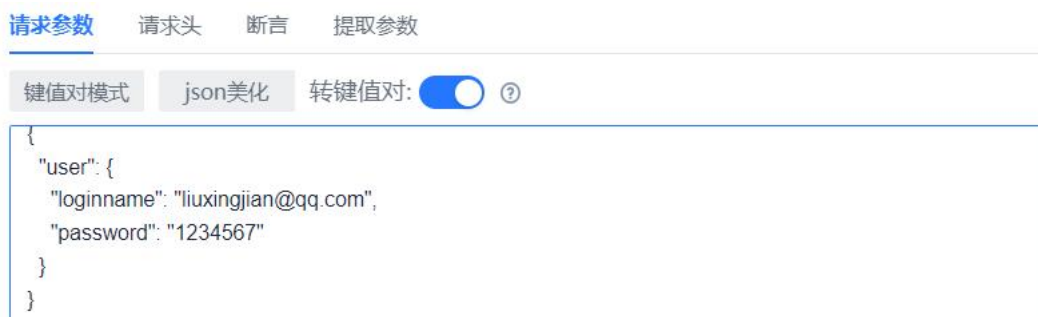 请求参数 请求头 断言 提取参数
键值对模式 json美化 转键值对: ?
{
"user": {
"loginname": "liuxingjian@qq.com",
"password": "1234567"
}
}